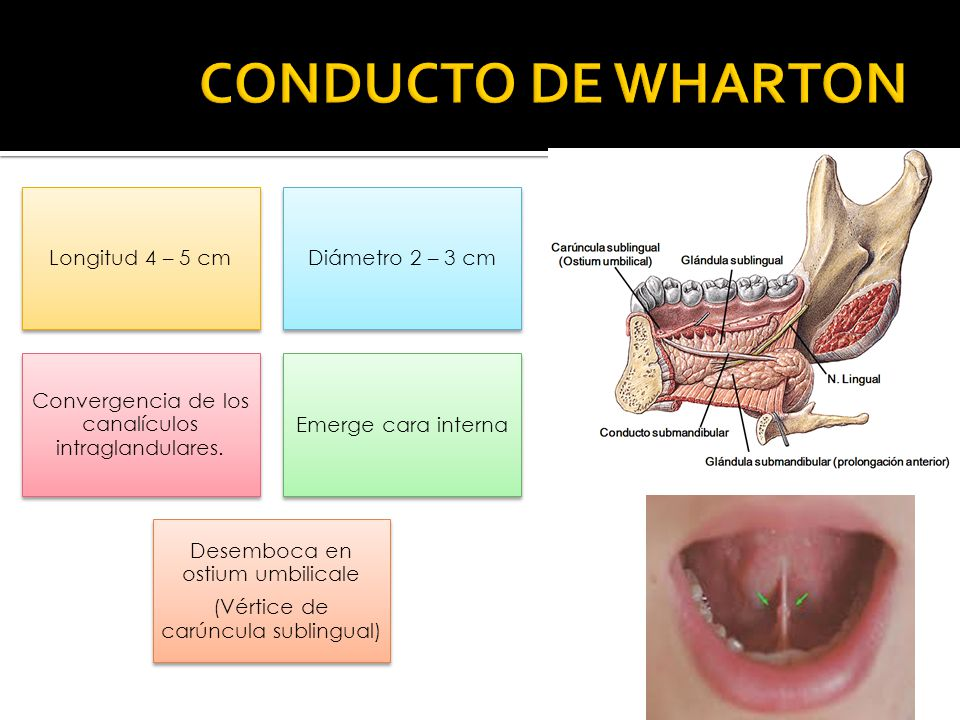 CONDUCTO DE WHARTON
Longitud 4 – 5 cm
Diámetro 2 – 3 cm
Convergencia de los
canalículos
intraglandulares.
Emerge cara interna
Desemboca en
ostium umbilicale
(Vértice de
carúncula sublingual)
Carúncula sublingual
(Ostium umbilical)
Glándula sublingual
N. Lingual
Conducto submandibular
Glándula submandibular (prolongación anterior)